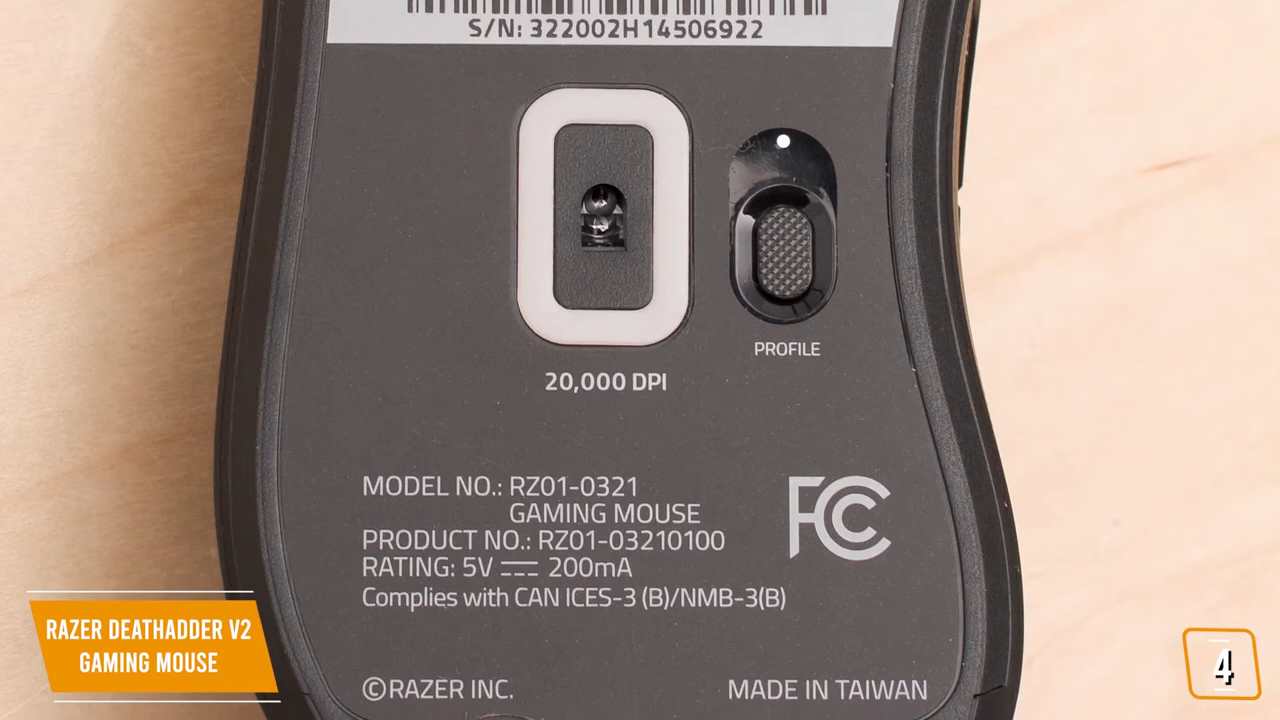 S/N: 322002H14506922
PROFILE
20,000 DPI
MODEL NO.: RZ01-0321
GAMING MOUSE
PRODUCT NO.: RZ01-03210100
RATING: 5V ⎓ 200mA
Complies with CAN ICES-3 (B)/NMB-3(B)
FC
©RAZER INC.
MADE IN TAIWAN
RAZER DEATHADDER V2
GAMING MOUSE
4